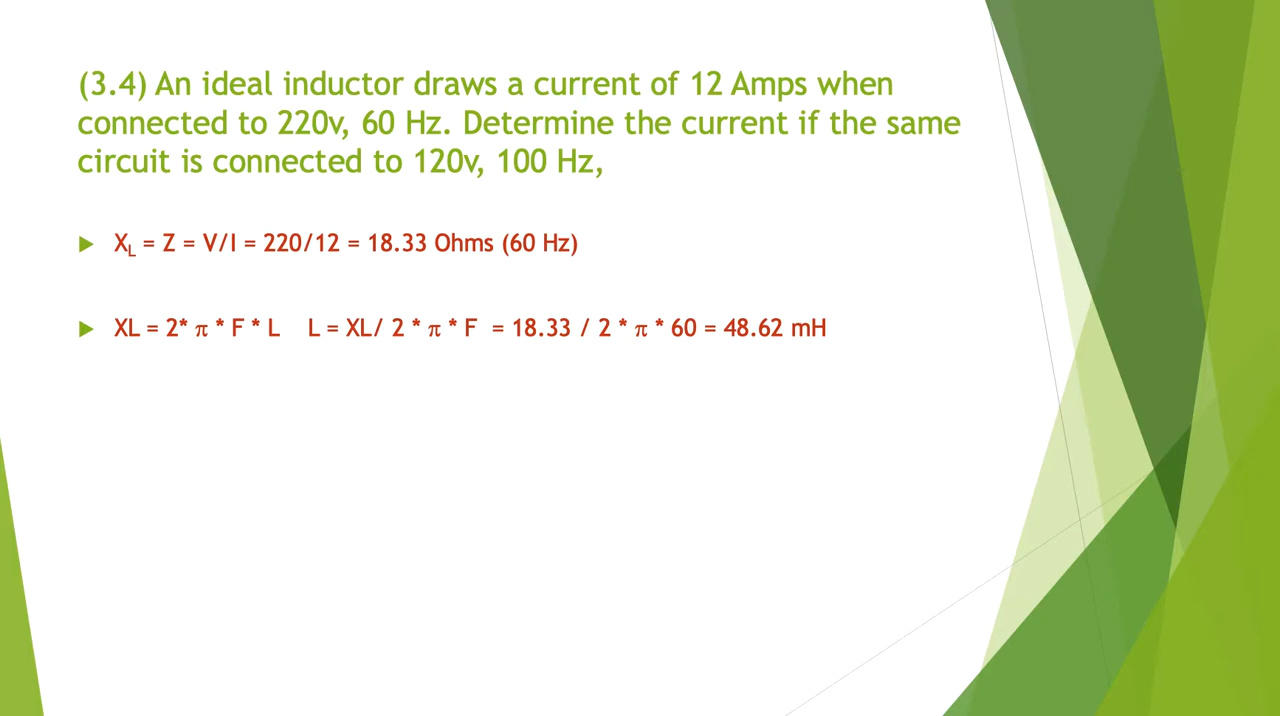 (3.4) An ideal inductor draws a current of 12 Amps when
connected to 220v, 60 Hz. Determine the current if the same
circuit is connected to 120v, 100 Hz,
XL = Z = V/I = 220/12 = 18.33 Ohms (60 Hz)
XL = 2* π * F * L L = XL/ 2 * π * F = 18.33 / 2 * π * 60 = 48.62 mH